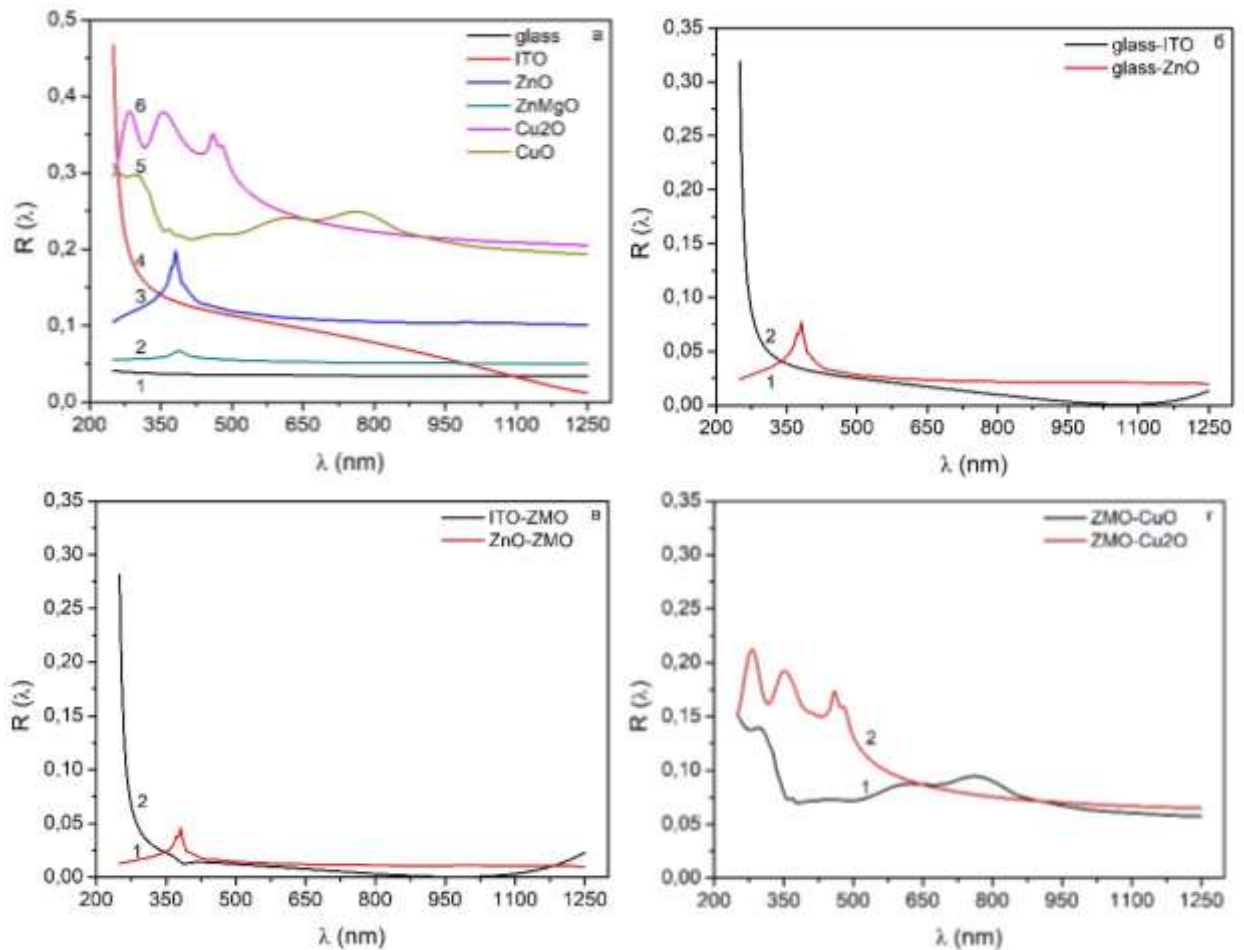 а
glass
ITO
ZnO
ZnMgO
Cu2O
CuO
0,5
0,4
0,3
0,2
0,1
0,0
R (λ)
6
5
4
3
2
1
200 350 500 650 800 950 1100 1250
λ (nm)
б
glass-ITO
glass-ZnO
0,35
0,30
0,25
0,20
0,15
0,10
0,05
0,00
R (λ)
2
1
200 350 500 650 800 950 1100 1250
λ (nm)
в
ITO-ZMO
ZnO-ZMO
0,35
0,30
0,25
0,20
0,15
0,10
0,05
0,00
R (λ)
2
1
200 350 500 650 800 950 1100 1250
λ (nm)
г
ZMO-CuO
ZMO-Cu2O
0,35
0,30
0,25
0,20
0,15
0,10
0,05
0,00
R (λ)
2
1
200 350 500 650 800 950 1100 1250
λ (nm)